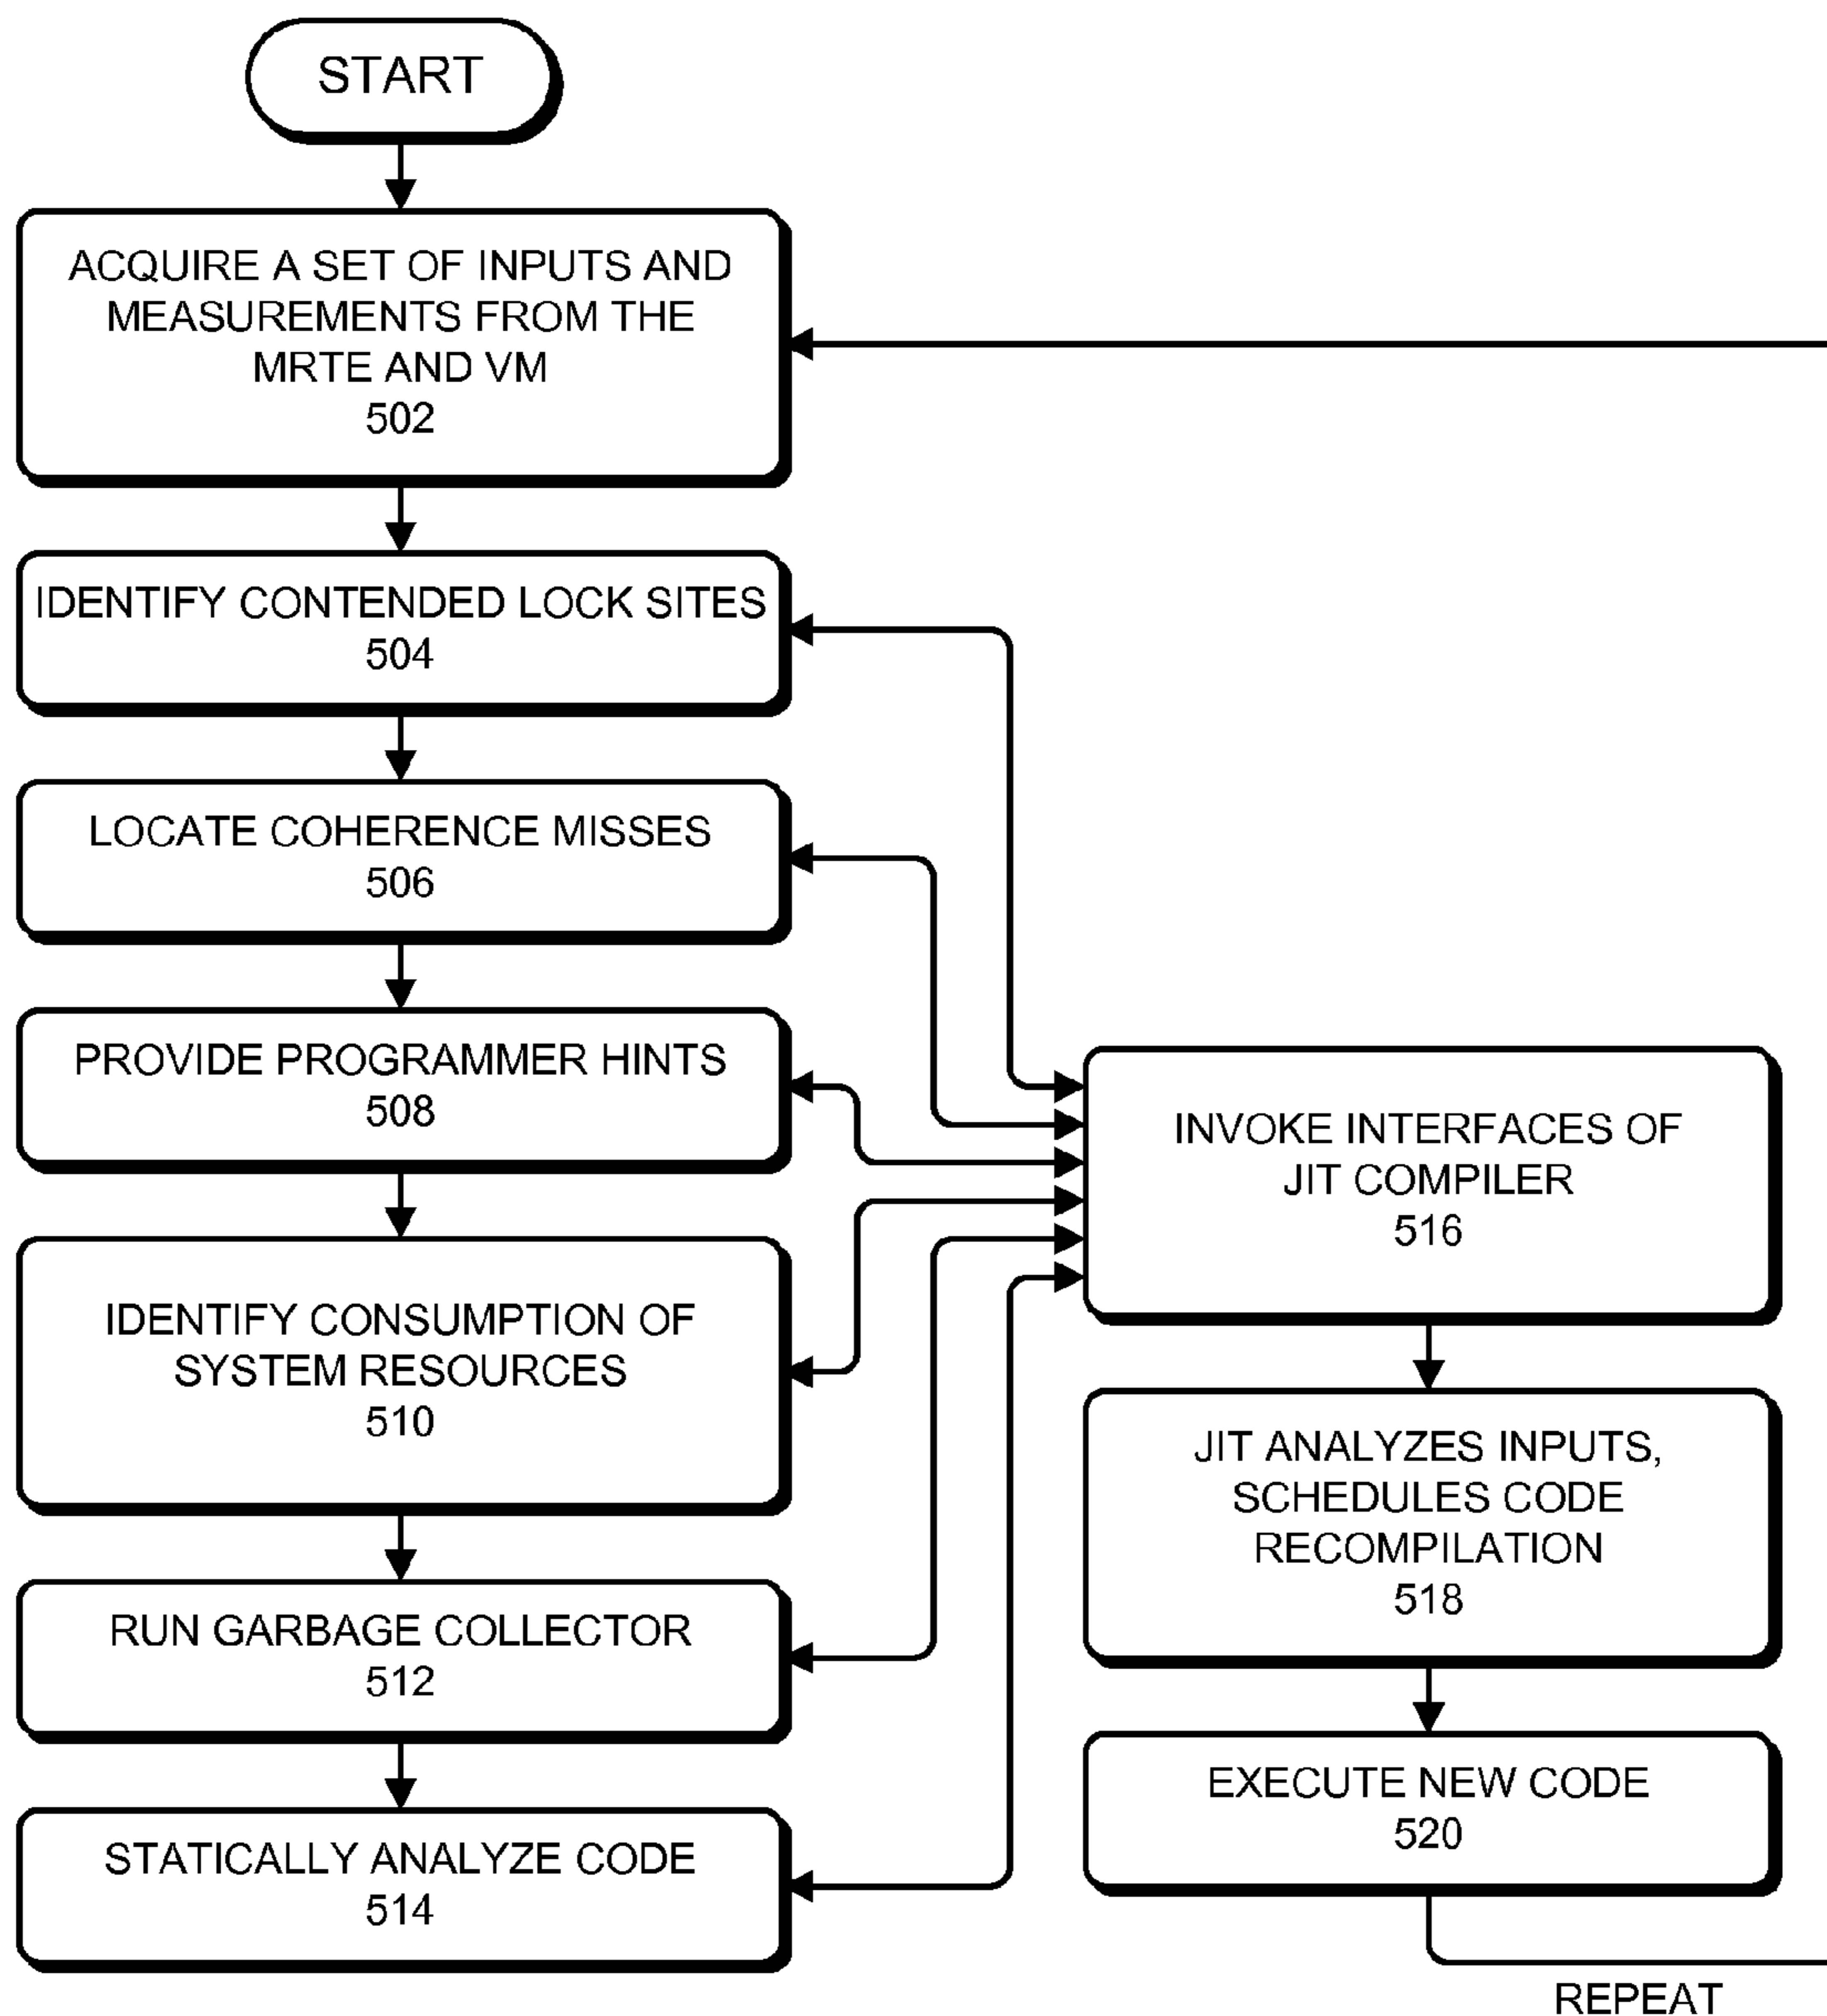 START
ACQUIRE A SET OF INPUTS AND
MEASUREMENTS FROM THE
MRTE AND VM
502
IDENTIFY CONTENDED LOCK SITES
504
LOCATE COHERENCE MISSES
506
PROVIDE PROGRAMMER HINTS
508
IDENTIFY CONSUMPTION OF
SYSTEM RESOURCES
510
RUN GARBAGE COLLECTOR
512
STATICALLY ANALYZE CODE
514
INVOKE INTERFACES OF
JIT COMPILER
516
JIT ANALYZES INPUTS,
SCHEDULES CODE
RECOMPILATION
518
EXECUTE NEW CODE
520
REPEAT